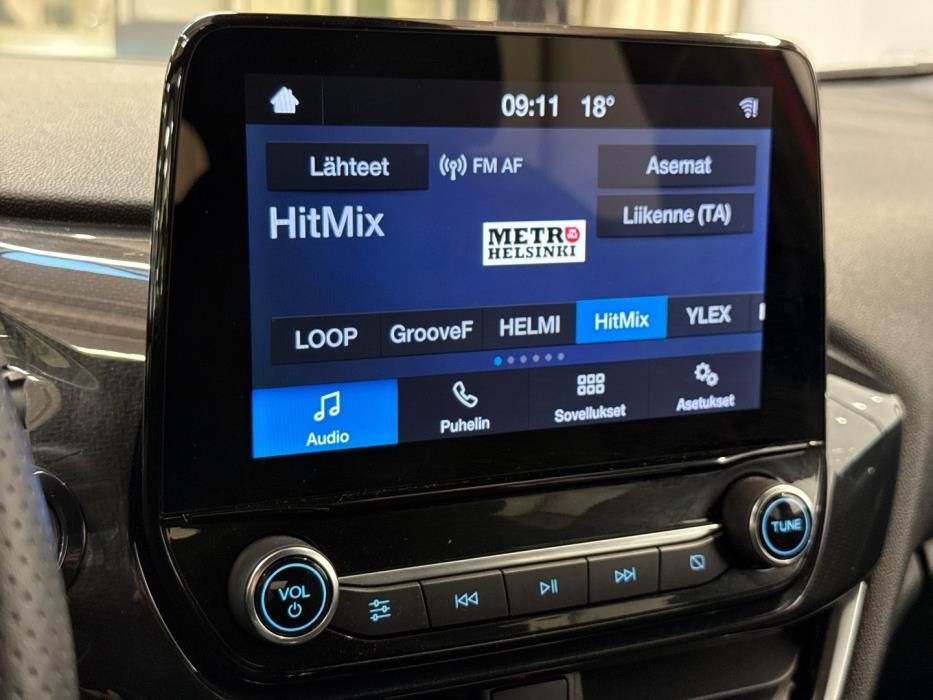 09:11 18°
Lähteet FM AF Asemat
Liikenne (TA)
HitMix
METRO
HELSINKI
LOOP GrooveF HELMI HitMix YLEX
Audio Puhelin Sovellukset Asetukset
VOL
TUNE